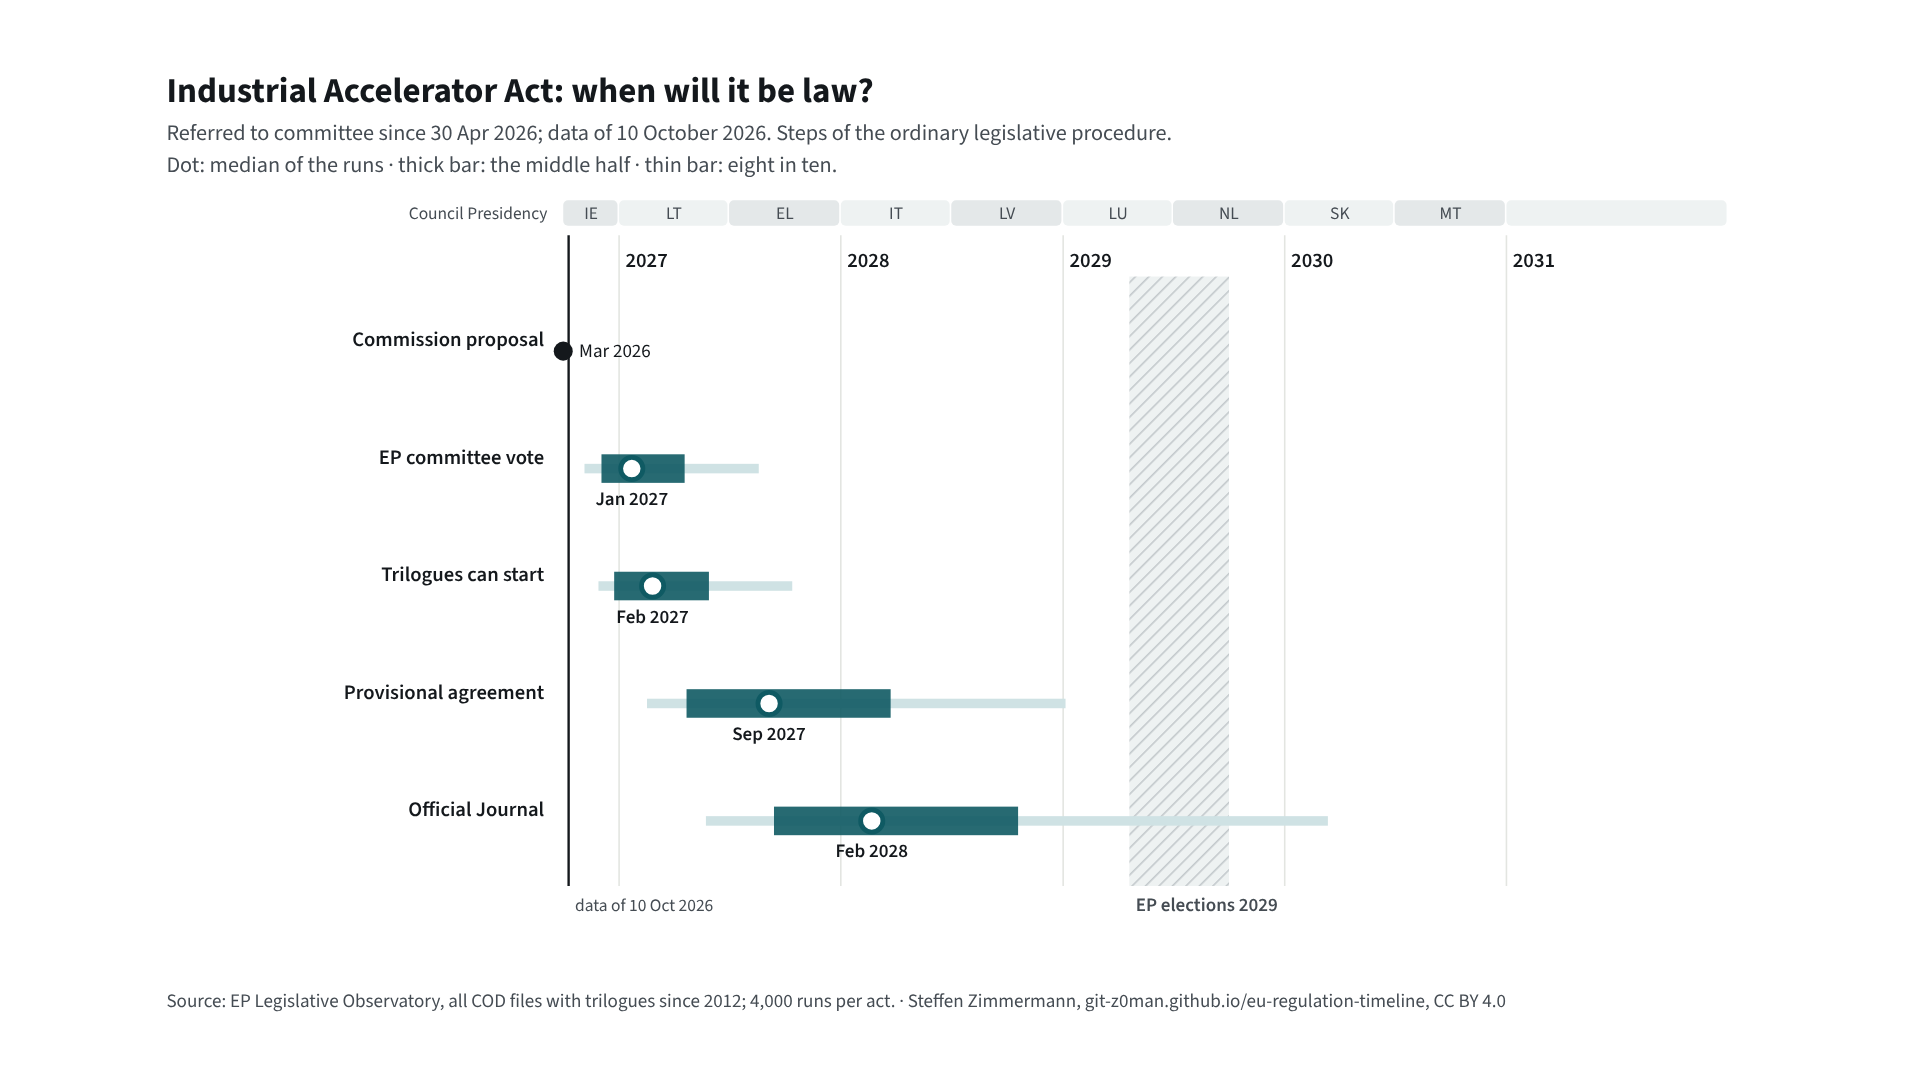 Industrial Accelerator Act: when will it be law?
Referred to committee since 30 Apr 2026; data of 10 October 2026. Steps of the ordinary legislative procedure.
Dot: median of the runs · thick bar: the middle half · thin bar: eight in ten.
Council Presidency IE LT EL IT LV LU NL SK MT
2027 2028 2029 2030 2031
Commission proposal
Mar 2026
EP committee vote
Jan 2027
Trilogues can start
Feb 2027
Provisional agreement
Sep 2027
Official Journal
Feb 2028
data of 10 Oct 2026
EP elections 2029
Source: EP Legislative Observatory, all COD files with trilogues since 2012; 4,000 runs per act. · Steffen Zimmermann, git-z0man.github.io/eu-regulation-timeline, CC BY 4.0